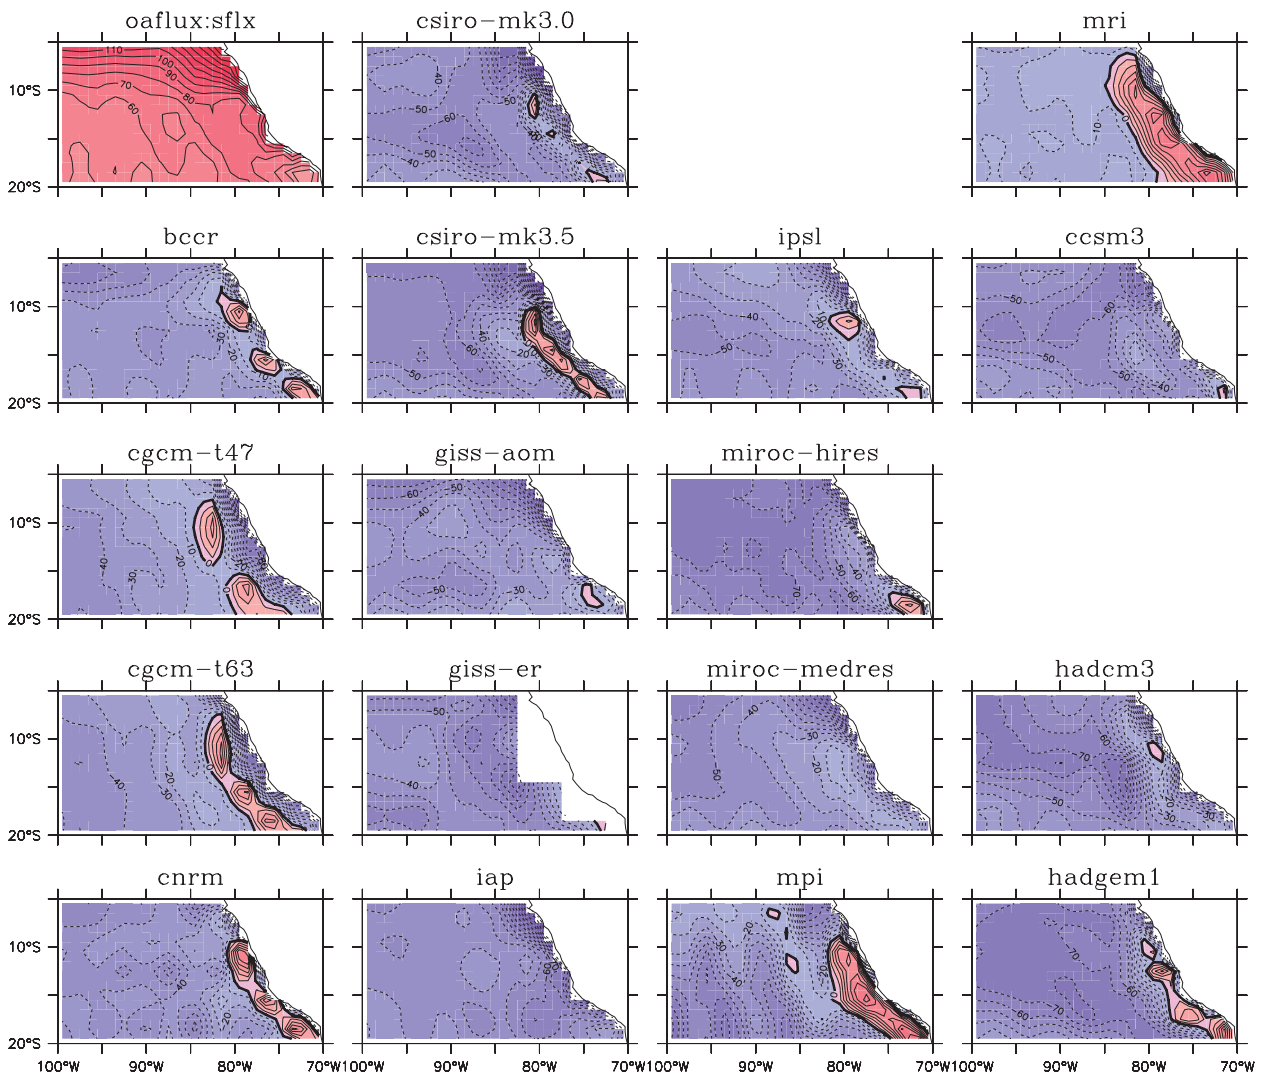 oaflux:sflx csiro-mk3.0 mri
110
100
90
80
70
60
-40 -50 -60 -50 -40
-10 0
10°S
20°S
bccr csiro-mk3.5 ipsl ccsm3
10°S
20°S
-20
-40 -60 -50 -20
-40 -50 -30
-50 -60 -50 -40
cgcm-t47 giss-aom miroc-hires
10°S
20°S
-40 -30 -20 -10 0
-60 -50 -40 -50 -30
-70 -60 -50 -40
cgcm-t63 giss-er miroc-medres hadcm3
10°S
20°S
-40 -30 -20 0
-50 -40
-40 -30 -20 -50
-60 -70 -50 -30 -30
cnrm iap mpi hadgem1
10°S
20°S
-40 -20
-60
-20 -30 -20 0
-70 -60 -70 -60
100°W 90°W 80°W 70°W 100°W 90°W 80°W 70°W 100°W 90°W 80°W 70°W 100°W 90°W 80°W 70°W